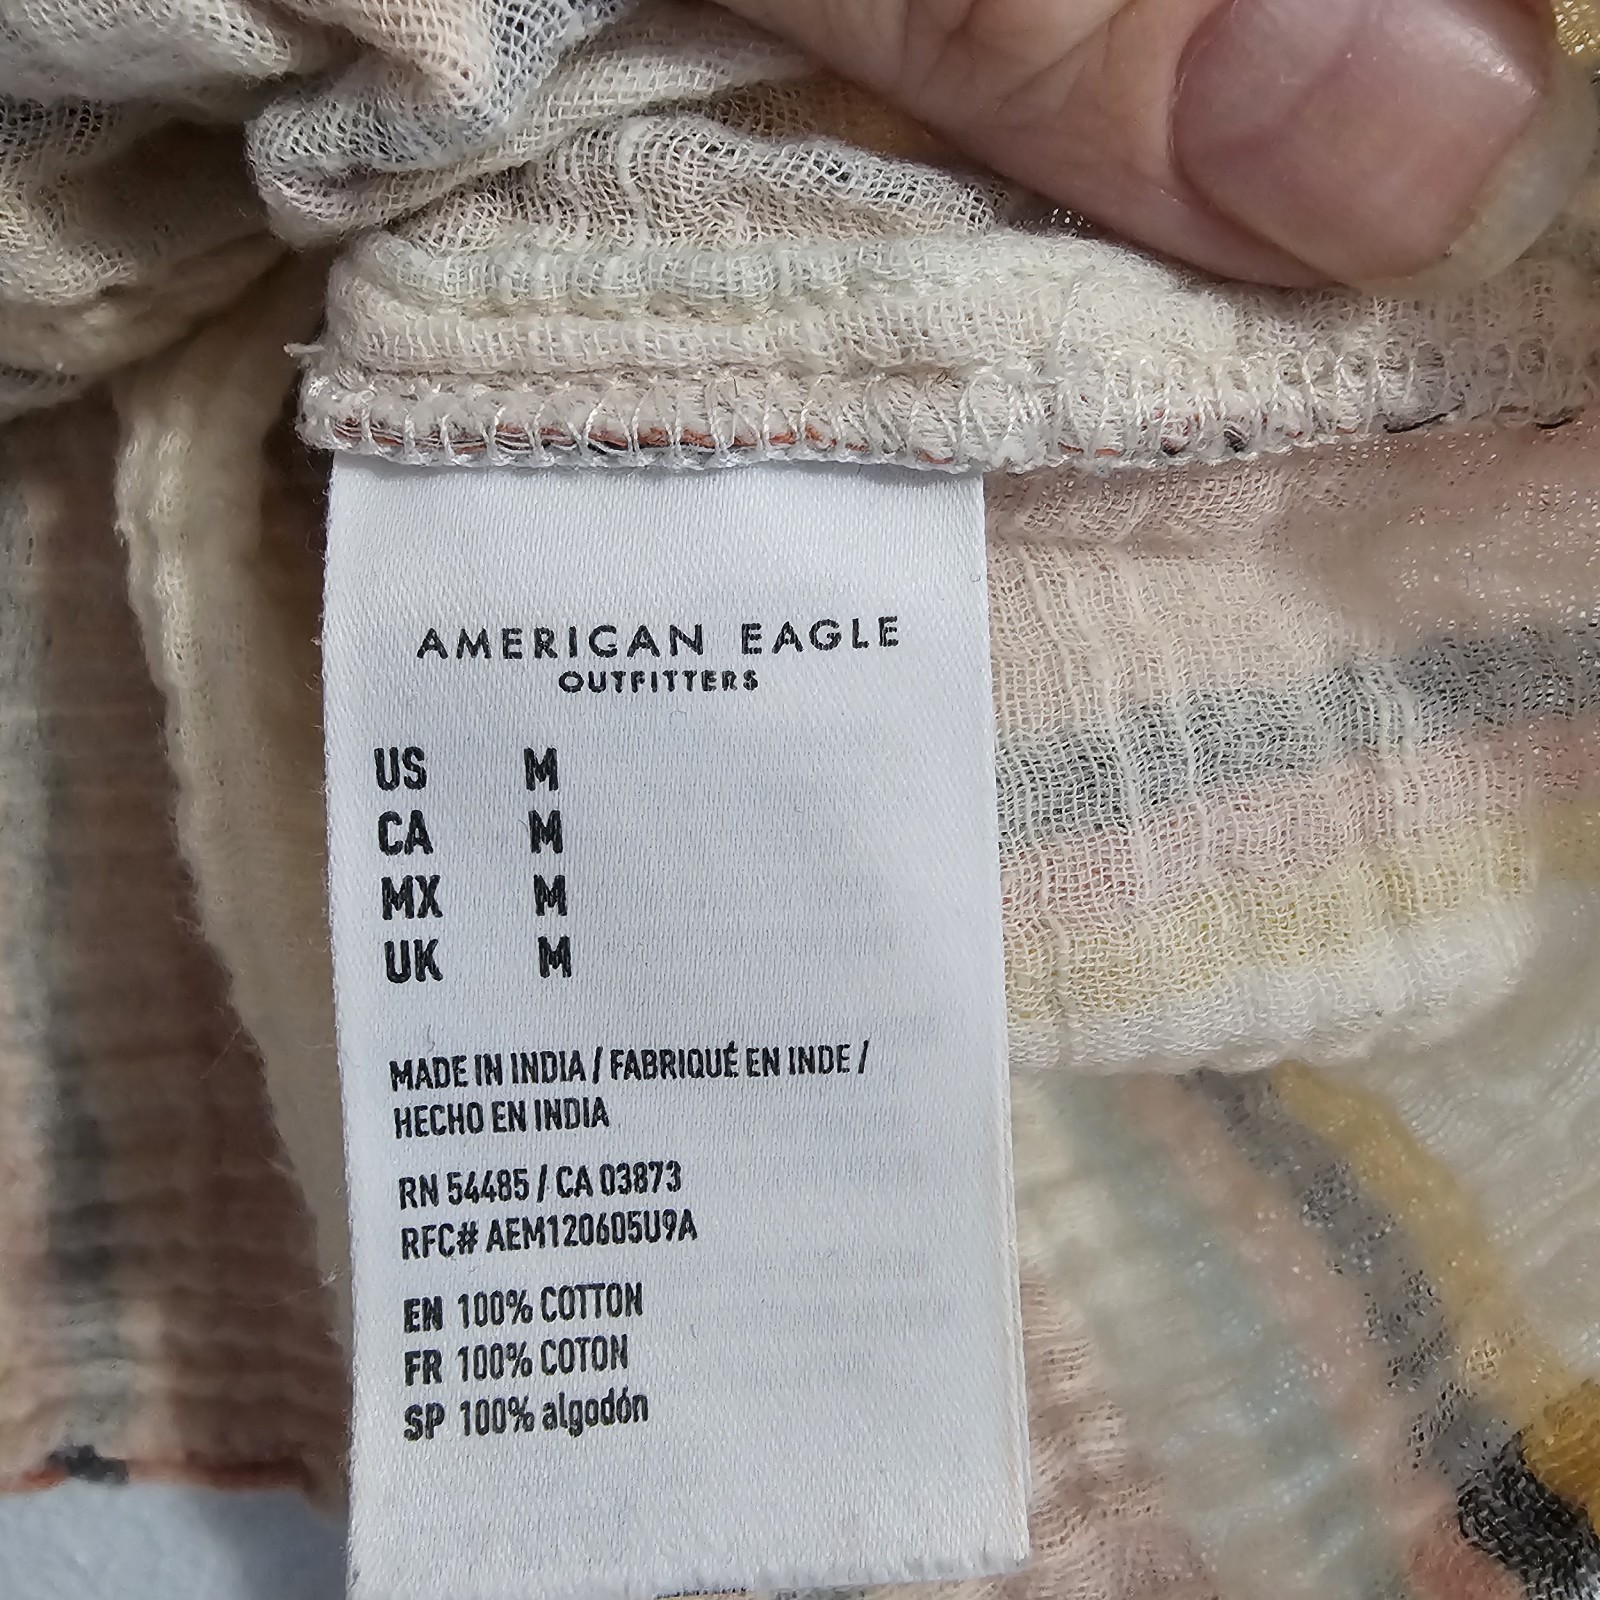 AMERICAN EAGLE
OUTFITTERS
US M
CA M
MX M
UK M
MADE IN INDIA / FABRIQUÉ EN INDE /
HECHO EN INDIA
RN 54485 / CA 03873
RFC# AEM120605U9A
EN 100% COTTON
FR 100% COTON
SP 100% algodón